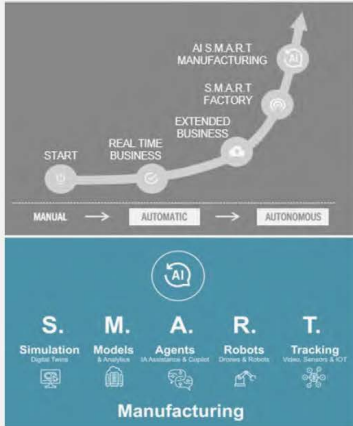 AI S.M.A.R.T
MANUFACTURING
S.M.A.R.T
FACTORY
EXTENDED
BUSINESS
REAL TIME
BUSINESS
START
MANUAL → AUTOMATIC → AUTONOMOUS
AI
S. M. A. R. T.
Simulation Models Agents Robots Tracking
Digital Twins & Analytics IA Assistance & Copilot Drones & Robots Video, Sensors & IOT
Manufacturing